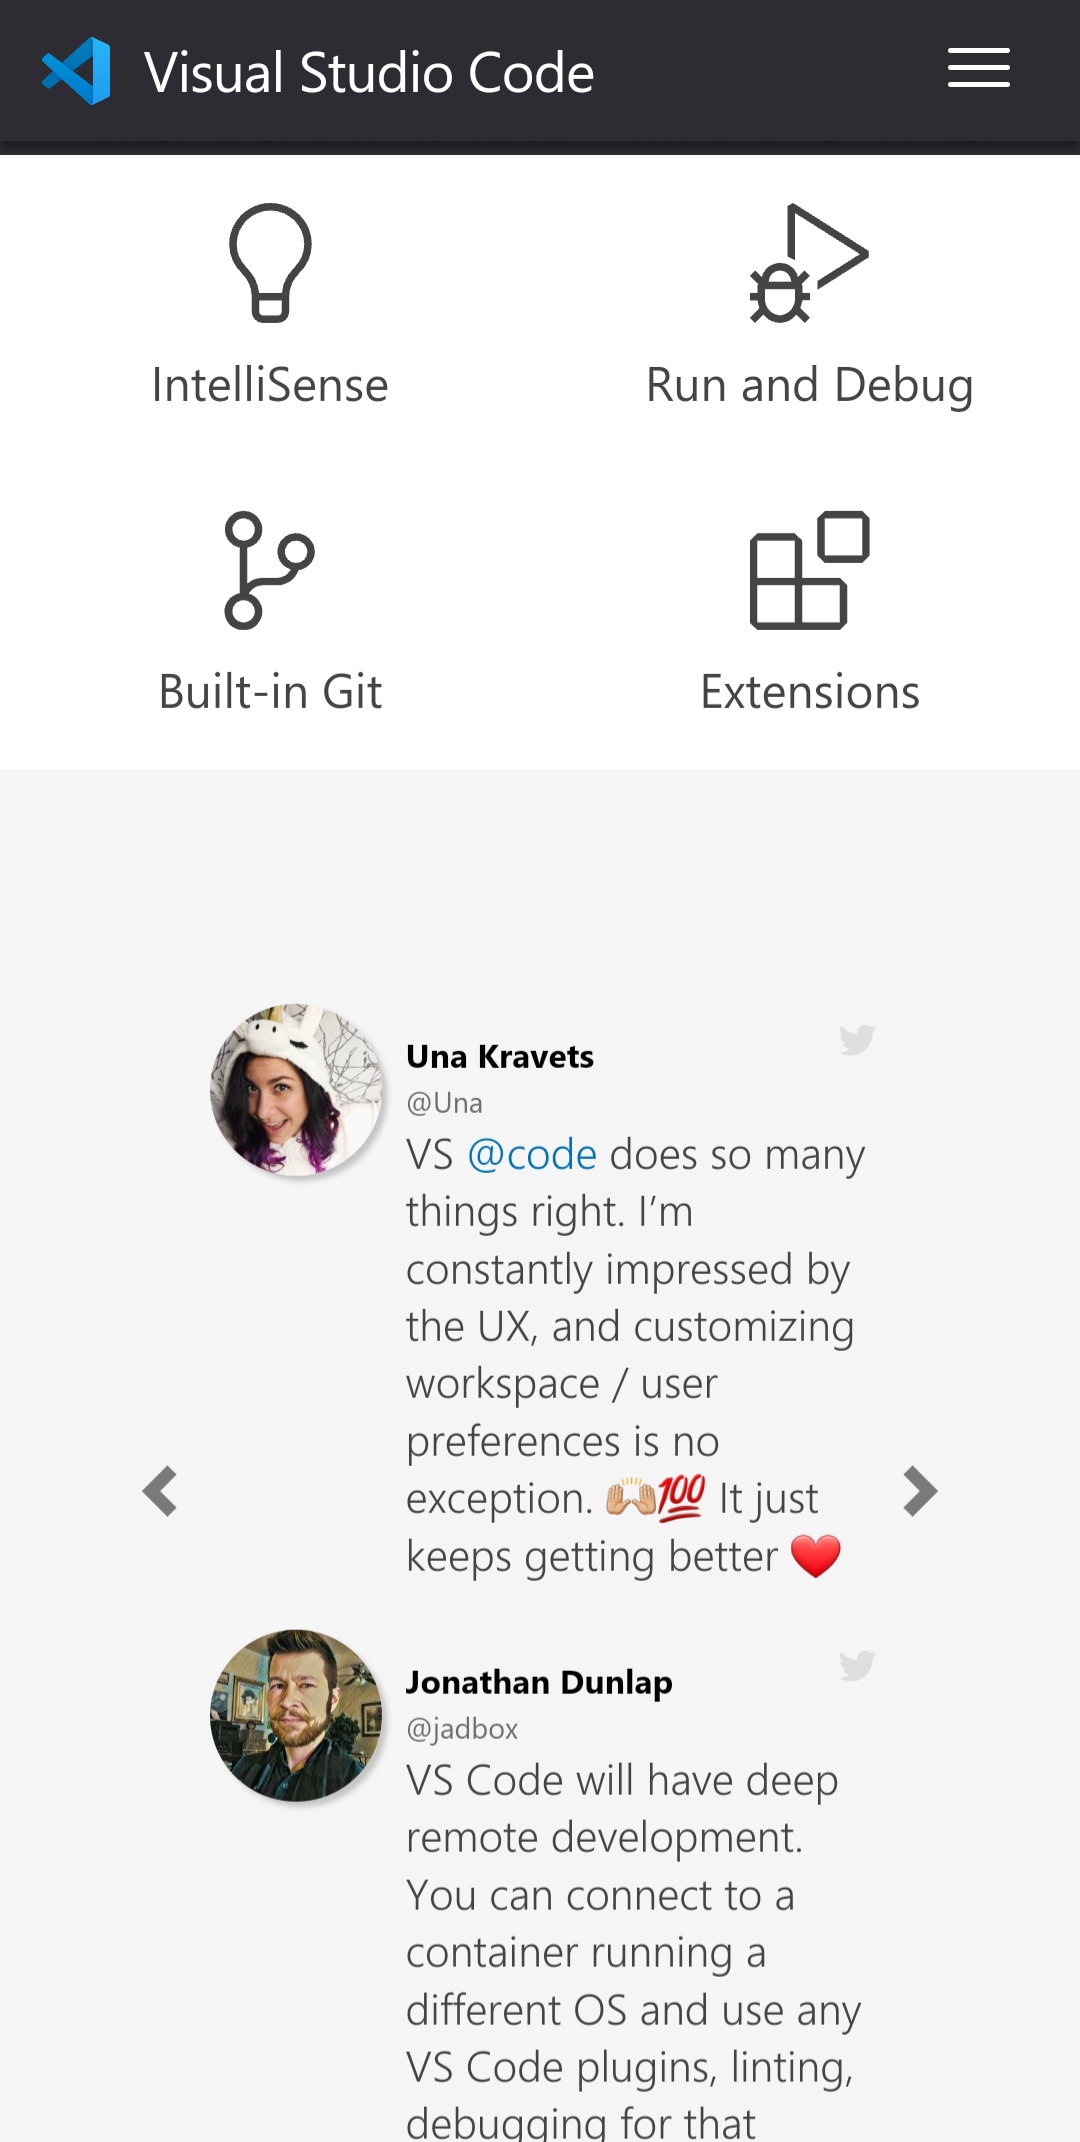 Visual Studio Code
IntelliSense
Run and Debug
Built-in Git
Extensions
Una Kravets
@Una
VS @code does so many
things right. I’m
constantly impressed by
the UX, and customizing
workspace / user
preferences is no
exception. 🙌🏼💯 It just
keeps getting better ❤️
Jonathan Dunlap
@jadbox
VS Code will have deep
remote development.
You can connect to a
container running a
different OS and use any
VS Code plugins, linting,
debugging for that